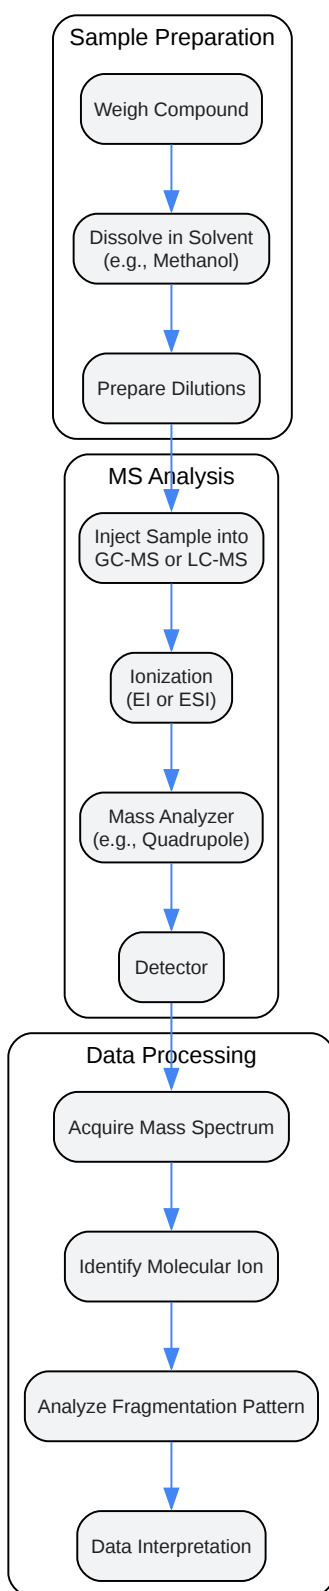 Sample Preparation
Weigh Compound
Dissolve in Solvent
(e.g., Methanol)
Prepare Dilutions
MS Analysis
Inject Sample into
GC-MS or LC-MS
Ionization
(EI or ESI)
Mass Analyzer
(e.g., Quadrupole)
Detector
Data Processing
Acquire Mass Spectrum
Identify Molecular Ion
Analyze Fragmentation Pattern
Data Interpretation